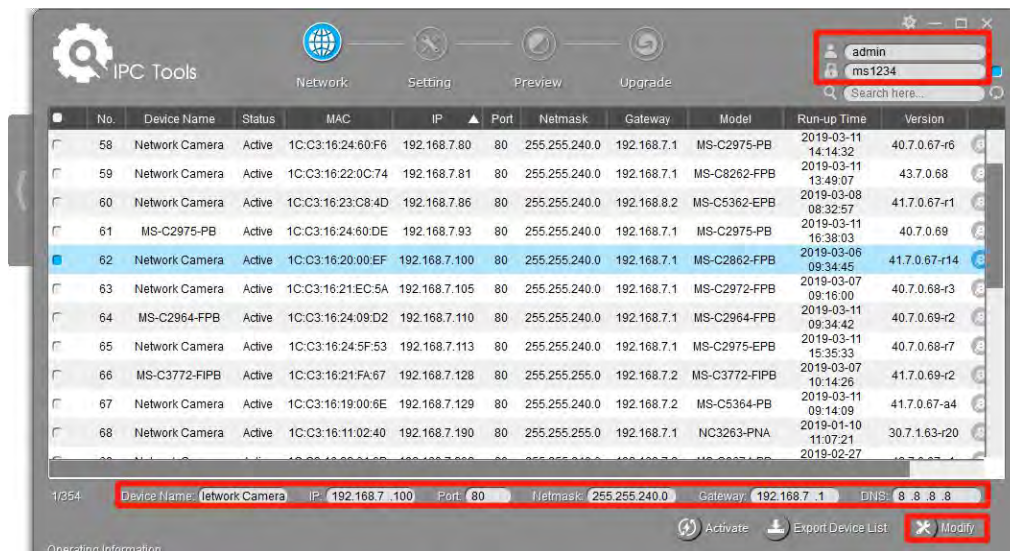 IPC Tools
Network Setting Preview Upgrade
admin
ms1234
Search here...
No. Device Name Status MAC IP Port Netmask Gateway Model Run-up Time Version
58 Network Camera Active 1C:C3:16:24:60:F6 192.168.7.80 80 255.255.240.0 192.168.7.1 MS-C2975-PB 2019-03-11 14:14:32 40.7.0.67-r6
59 Network Camera Active 1C:C3:16:22:0C:74 192.168.7.81 80 255.255.240.0 192.168.7.1 MS-C8262-FPB 2019-03-11 13:49:07 43.7.0.68
60 Network Camera Active 1C:C3:16:23:C8:4D 192.168.7.86 80 255.255.240.0 192.168.8.2 MS-C5362-EPB 2019-03-08 08:32:57 41.7.0.67-r1
61 MS-C2975-PB Active 1C:C3:16:24:60:DE 192.168.7.93 80 255.255.240.0 192.168.7.1 MS-C2975-PB 2019-03-11 16:38:03 40.7.0.69
62 Network Camera Active 1C:C3:16:20:00:EF 192.168.7.100 80 255.255.240.0 192.168.7.1 MS-C2862-FPB 2019-03-06 09:34:45 41.7.0.67-r14
63 Network Camera Active 1C:C3:16:21:EC:5A 192.168.7.105 80 255.255.240.0 192.168.7.1 MS-C2972-FPB 2019-03-07 09:16:00 40.7.0.68-r3
64 MS-C2964-FPB Active 1C:C3:16:24:09:D2 192.168.7.110 80 255.255.240.0 192.168.7.1 MS-C2964-FPB 2019-03-11 09:34:42 40.7.0.69-r2
65 Network Camera Active 1C:C3:16:24:5F:53 192.168.7.113 80 255.255.240.0 192.168.7.1 MS-C2975-EPB 2019-03-11 15:35:33 40.7.0.68-r7
66 MS-C3772-FIPB Active 1C:C3:16:21:FA:67 192.168.7.128 80 255.255.255.0 192.168.7.2 MS-C3772-FIPB 2019-03-07 10:14:26 41.7.0.69-r2
67 Network Camera Active 1C:C3:16:19:00:6E 192.168.7.129 80 255.255.240.0 192.168.7.2 MS-C5364-PB 2019-03-11 09:14:09 41.7.0.67-a4
68 Network Camera Active 1C:C3:16:11:02:40 192.168.7.190 80 255.255.255.0 192.168.7.1 NC3263-PNA 2019-01-10 11:07:21 30.7.1.63-r20
2019-02-27
1/354 Device Name: letwork Camera IP: 192.168.7 .100 Port: 80 Netmask: 255.255.240.0 Gateway: 192.168.7 .1 DNS: 8 .8 .8 .8
Activate Export Device List Modify
Operating Information